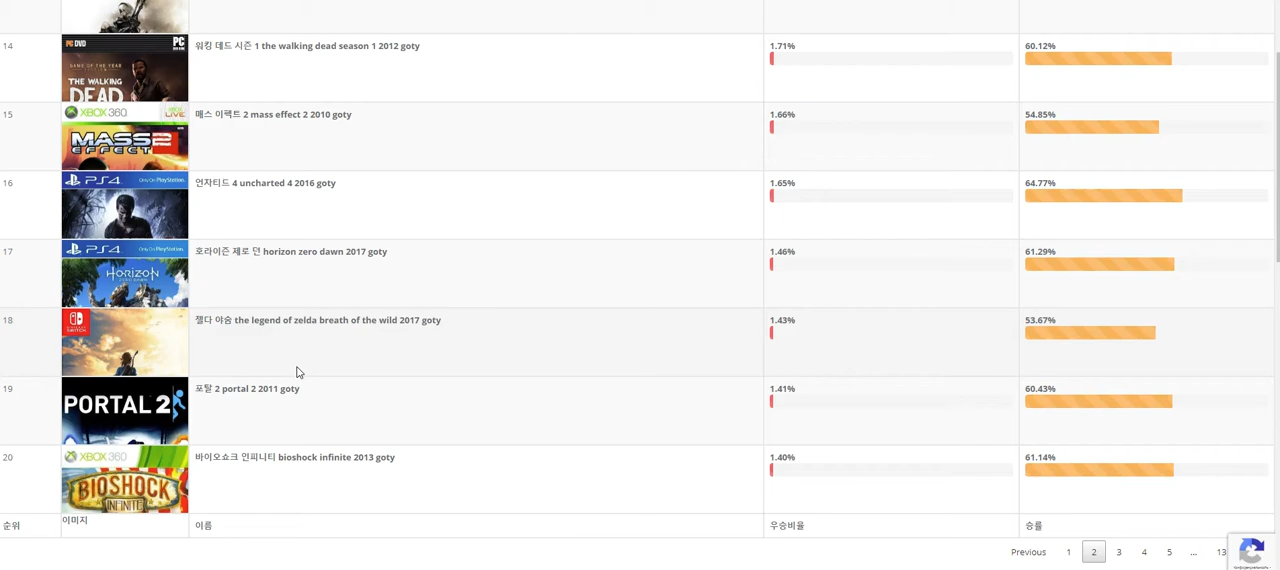 14
PC DVD
PC
GAME OF THE YEAR
THE WALKING
DEAD
워킹 데드 시즌 1 the walking dead season 1 2012 goty
1.71%
60.12%
15
XBOX 360
LIVE
MASS 2
EFFECT
매스 이펙트 2 mass effect 2 2010 goty
1.66%
54.85%
16
PS4
Only On PlayStation.
언차티드 4 uncharted 4 2016 goty
1.65%
64.77%
17
PS4
Only On PlayStation.
HORIZON
호라이즌 제로 던 horizon zero dawn 2017 goty
1.46%
61.29%
18
SWITCH
젤다 야숨 the legend of zelda breath of the wild 2017 goty
1.43%
53.67%
19
PORTAL 2
포탈 2 portal 2 2011 goty
1.41%
60.43%
20
XBOX 360
BIOSHOCK
INFINITE
바이오쇼크 인피니티 bioshock infinite 2013 goty
1.40%
61.14%
순위
이미지
이름
우승비율
승률
Previous
1
2
3
4
5
...
13